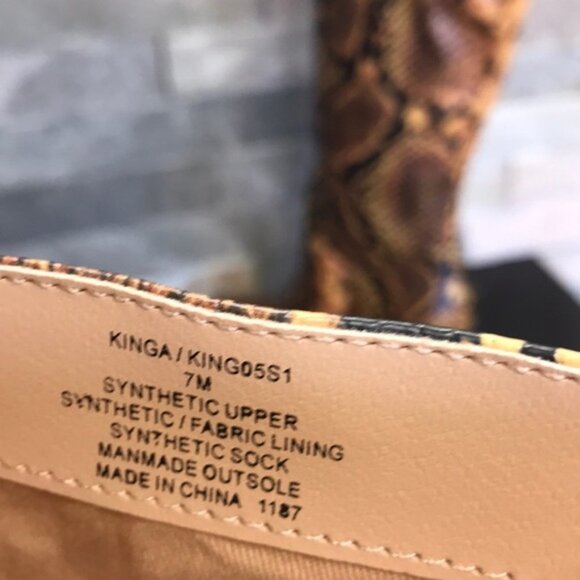 KINGA / KING05S1
7M
SYNTHETIC UPPER
SYNTHETIC / FABRIC LINING
SYNTHETIC SOCK
MANMADE OUTSOLE
MADE IN CHINA 1187